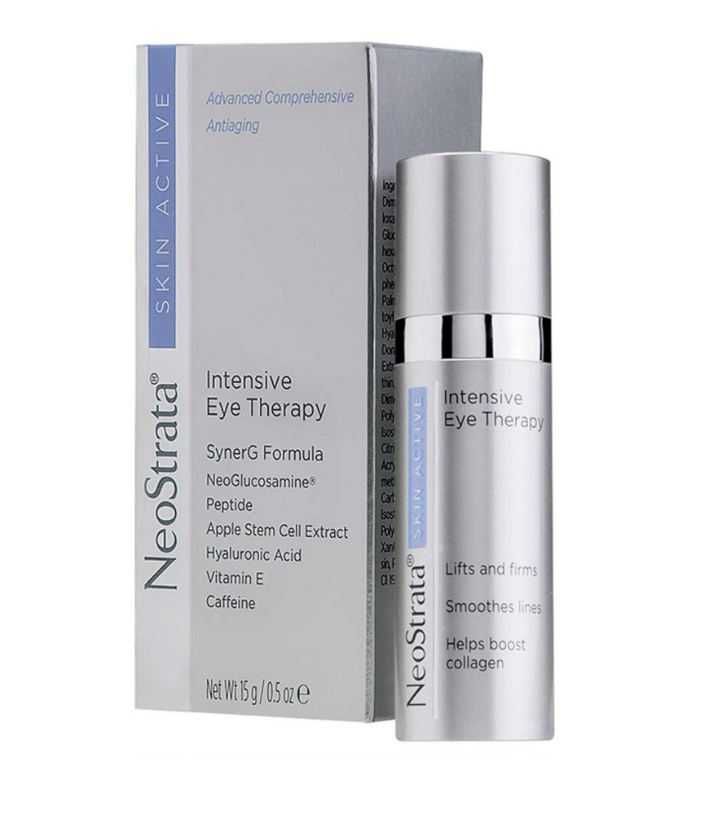 Advanced Comprehensive
Antiaging
SKIN ACTIVE
NeoStrata®
Intensive
Eye Therapy
SynerG Formula
NeoGlucosamine®
Peptide
Apple Stem Cell Extract
Hyaluronic Acid
Vitamin E
Caffeine
Net Wt 15 g / 0.5 oz ℮
Intensive
Eye Therapy
SKIN ACTIVE
NeoStrata®
Lifts and firms
Smoothes lines
Helps boost
collagen